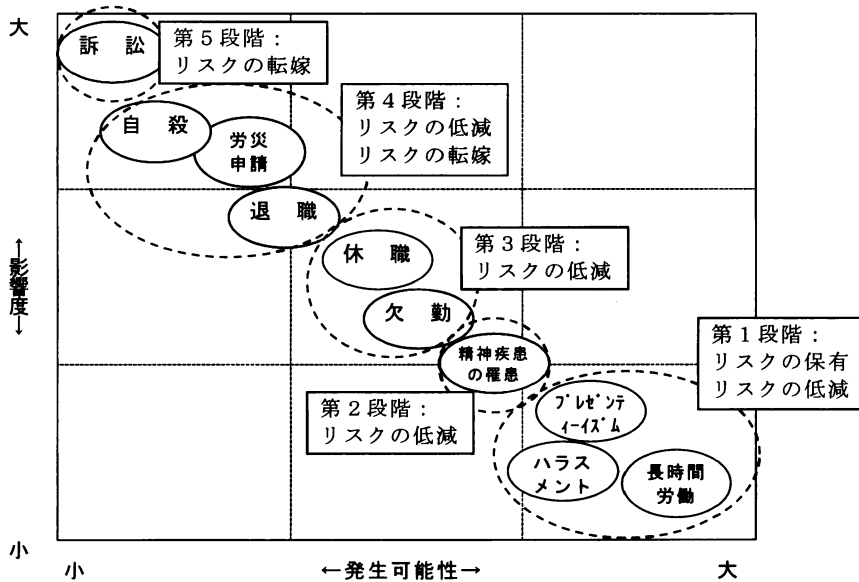 大
訴 訟
第５段階：
リスクの転嫁
自 殺
労災
申請
第４段階：
リスクの低減
リスクの転嫁
退 職
休 職
第３段階：
リスクの低減
欠 勤
←影響度→
精神疾患
の罹患
第１段階：
リスクの保有
リスクの低減
第２段階：
リスクの低減
ﾌﾟﾚｾﾞﾝﾃ
ｨｰｲｽﾞﾑ
ハラス
メント
長時間
労働
小
小
←発生可能性→
大